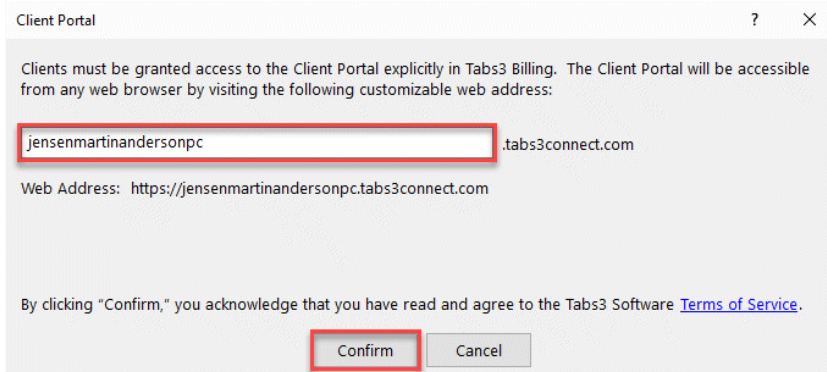 Client Portal ? ×
Clients must be granted access to the Client Portal explicitly in Tabs3 Billing. The Client Portal will be accessible
from any web browser by visiting the following customizable web address:
jensenmartinandersonpc .tabs3connect.com
Web Address: https://jensenmartinandersonpc.tabs3connect.com
By clicking “Confirm,” you acknowledge that you have read and agree to the Tabs3 Software Terms of Service.
Confirm Cancel